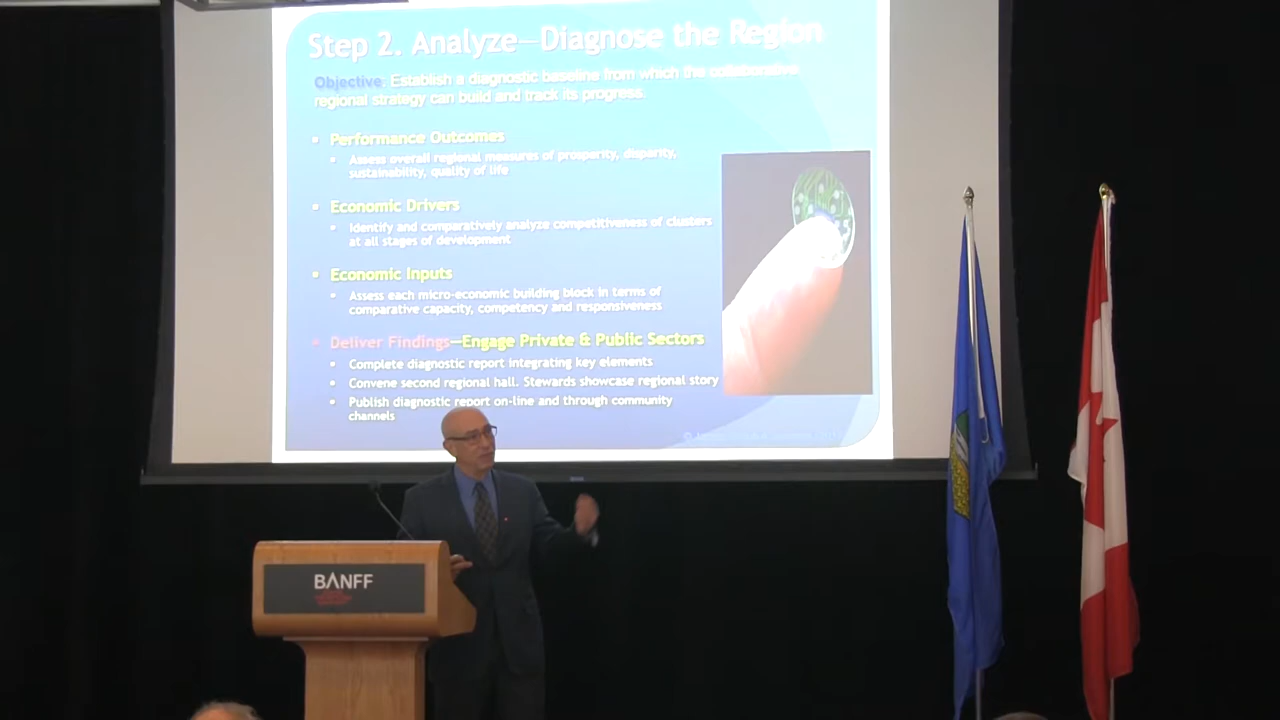 Step 2. Analyze—Diagnose the Region
Objective: Establish a diagnostic baseline from which the collaborative
regional strategy can build and track its progress.
Performance Outcomes
Assess overall regional measures of prosperity, disparity,
sustainability, quality of life
Economic Drivers
Identify and comparatively analyze competitiveness of clusters
at all stages of development
Economic Inputs
Assess each micro-economic building block in terms of
comparative capacity, competency and responsiveness
Deliver Findings—Engage Private & Public Sectors
Complete diagnostic report integrating key elements
Convene second regional hall. Stewards showcase regional story
Publish diagnostic report on-line and through community
channels
BANFF